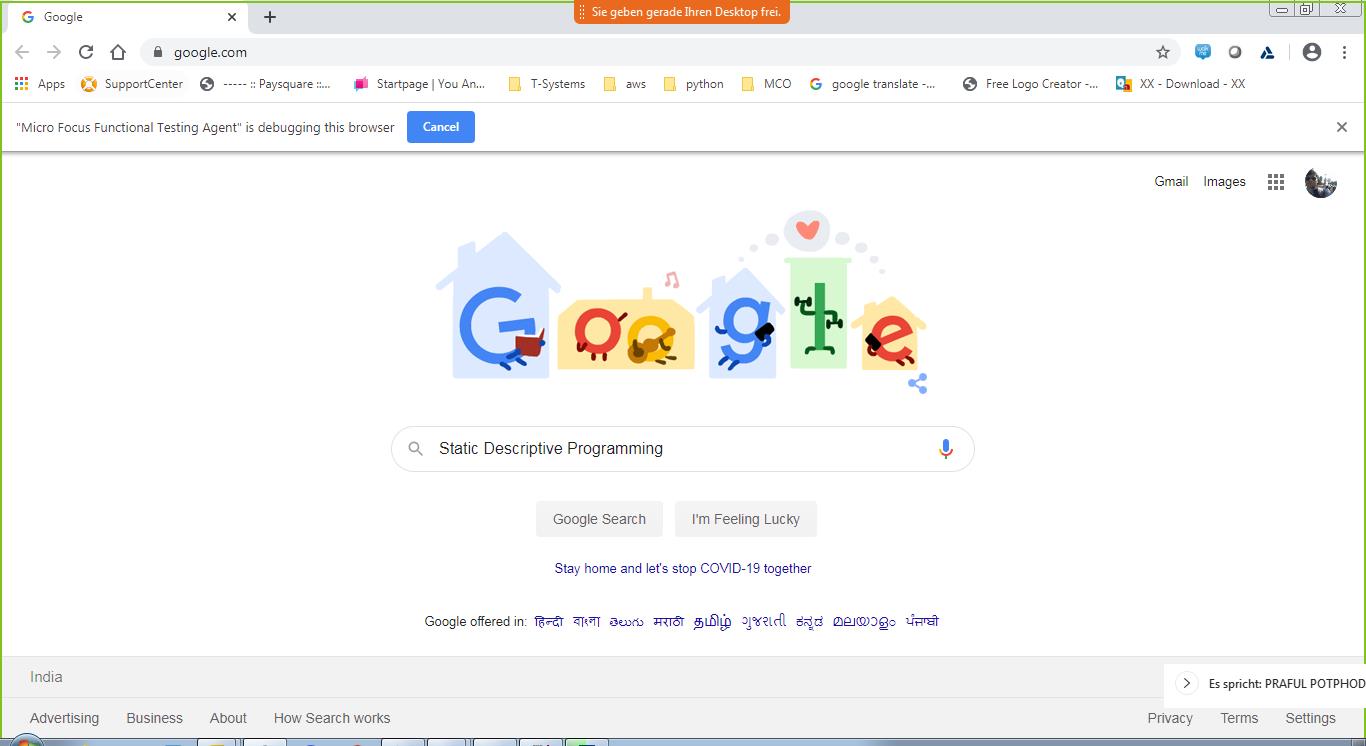 Google
Sie geben gerade Ihren Desktop frei.
google.com
Apps SupportCenter ----- :: Paysquare ::... Startpage | You An... T-Systems aws python MCO google translate -... Free Logo Creator -... XX - Download - XX
"Micro Focus Functional Testing Agent" is debugging this browser Cancel
Gmail Images
Google
Static Descriptive Programming
Google Search I'm Feeling Lucky
Stay home and let's stop COVID-19 together
Google offered in: हिन्दी বাংলা తెలుగు मराठी தமிழ் ગુજરાતી ಕನ್ನಡ മലയാളം ਪੰਜਾਬੀ
India
Es spricht: PRAFUL POTPHOD
Advertising Business About How Search works Privacy Terms Settings